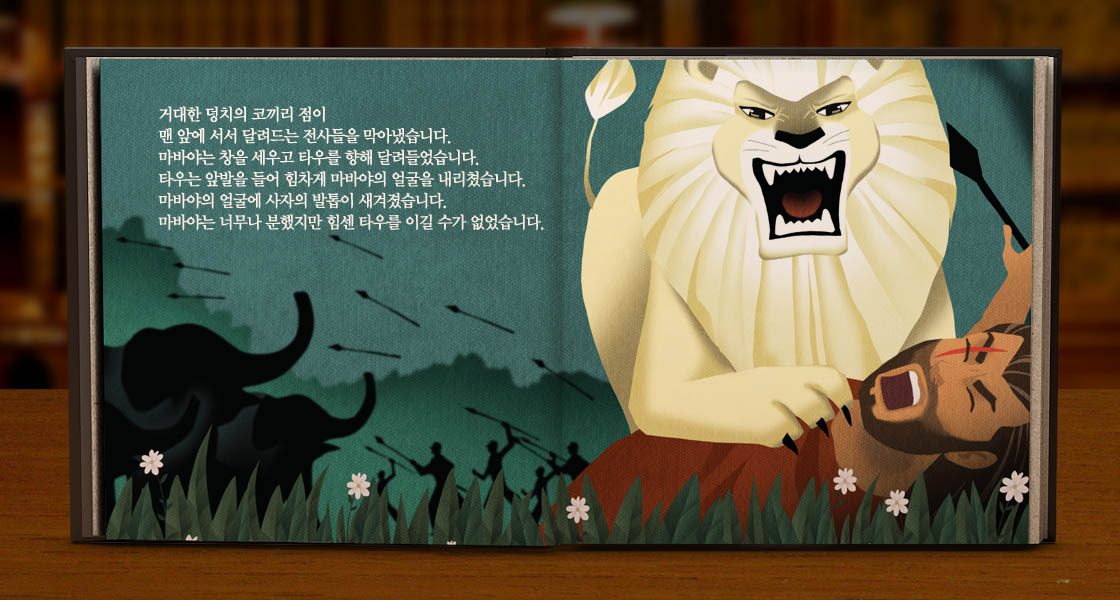 거대한 덩치의 코끼리 점이
맨 앞에 서서 달려드는 전사들을 막아냈습니다.
마바야는 창을 세우고 타우를 향해 달려들었습니다.
타우는 앞발을 들어 힘차게 마바야의 얼굴을 내리쳤습니다.
마바야의 얼굴에 사자의 발톱이 새겨졌습니다.
마바야는 너무나 분했지만 힘센 타우를 이길 수가 없었습니다.